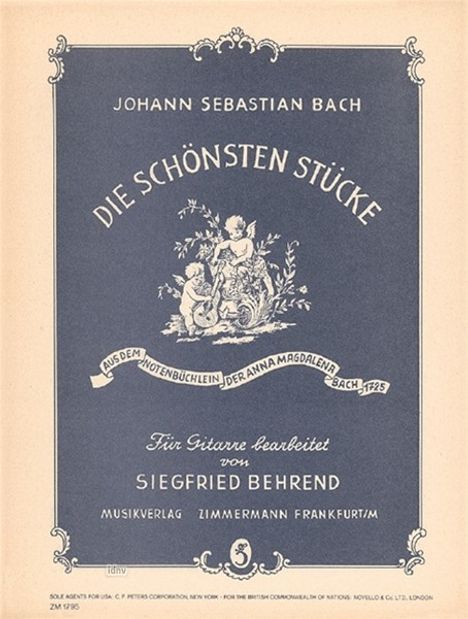 JOHANN SEBASTIAN BACH
DIE SCHÖNSTEN STÜCKE
AUS DEM NOTENBÜCHLEIN DER ANNA MAGDALENA BACH 1725
Für Gitarre bearbeitet
von
SIEGFRIED BEHREND
MUSIKVERLAG ZIMMERMANN FRANKFURT/M
idnv
SOLE AGENTS FOR USA: C. F. PETERS CORPORATION, NEW YORK - FOR THE BRITISH COMMONWEALTH OF NATIONS: NOVELLO & Co. LTD., LONDON
ZM 1795